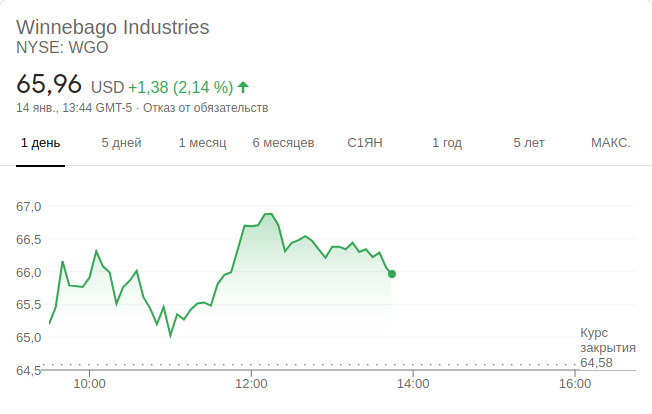 Winnebago Industries
NYSE: WGO
65,96 USD +1,38 (2,14 %)
14 янв., 13:44 GMT-5 · Отказ от обязательств
1 день 5 дней 1 месяц 6 месяцев С1ЯН 1 год 5 лет МАКС.
67,0
66,5
66,0
65,5
65,0
64,5
Курс
закрытия
64,58
10:00 12:00 14:00 16:00